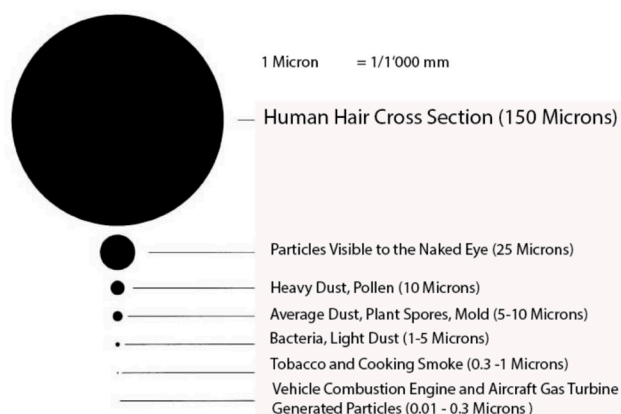 1 Micron = 1/1'000 mm
Human Hair Cross Section (150 Microns)
Particles Visible to the Naked Eye (25 Microns)
Heavy Dust, Pollen (10 Microns)
Average Dust, Plant Spores, Mold (5-10 Microns)
Bacteria, Light Dust (1-5 Microns)
Tobacco and Cooking Smoke (0.3 -1 Microns)
Vehicle Combustion Engine and Aircraft Gas Turbine
Generated Particles (0.01 - 0.3 Microns )